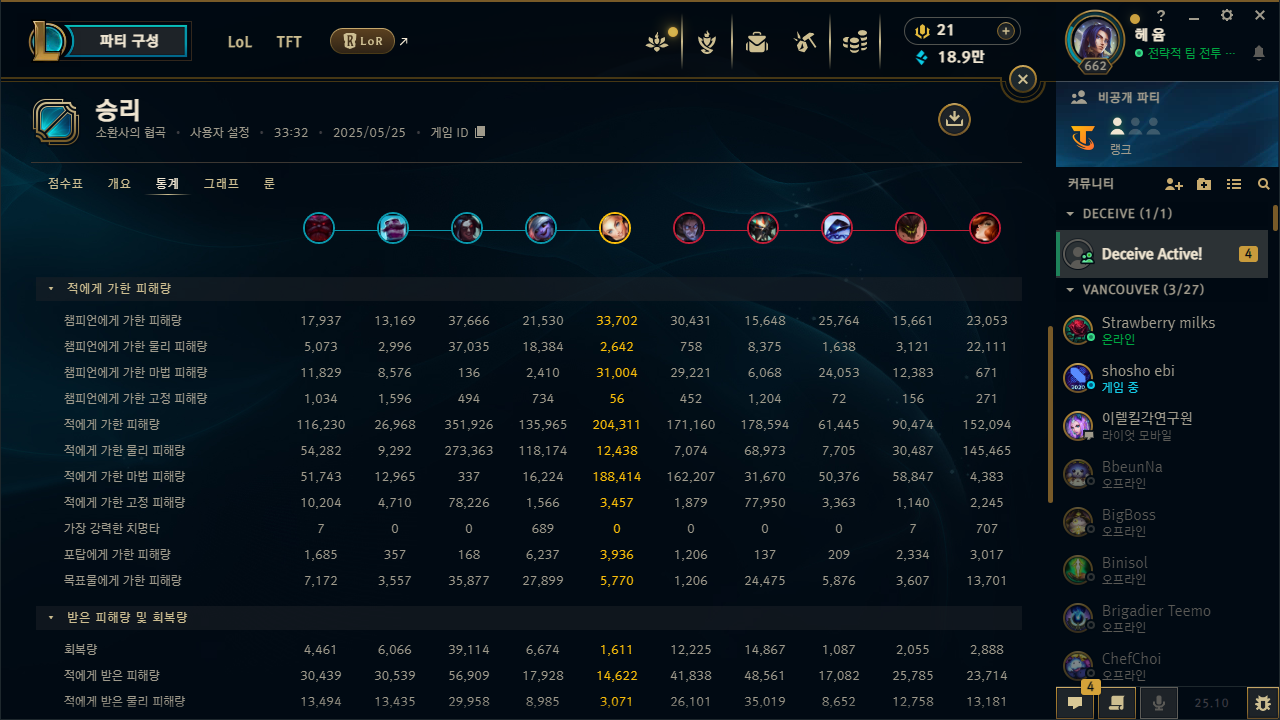 파티 구성
LoL
TFT
LoR
21
18.9만
헤 윰
전략적 팀 전투 ···
662
승리
소환사의 협곡 • 사용자 설정 • 33:32 • 2025/05/25 • 게임 ID
점수표 개요 통계 그래프 룬
적에게 가한 피해량
챔피언에게 가한 피해량 17,937 13,169 37,666 21,530 33,702 30,431 15,648 25,764 15,661 23,053
챔피언에게 가한 물리 피해량 5,073 2,996 37,035 18,384 2,642 758 8,375 1,638 3,121 22,111
챔피언에게 가한 마법 피해량 11,829 8,576 136 2,410 31,004 29,221 6,068 24,053 12,383 671
챔피언에게 가한 고정 피해량 1,034 1,596 494 734 56 452 1,204 72 156 271
적에게 가한 피해량 116,230 26,968 351,926 135,965 204,311 171,160 178,594 61,445 90,474 152,094
적에게 가한 물리 피해량 54,282 9,292 273,363 118,174 12,438 7,074 68,973 7,705 30,487 145,465
적에게 가한 마법 피해량 51,743 12,965 337 16,224 188,414 162,207 31,670 50,376 58,847 4,383
적에게 가한 고정 피해량 10,204 4,710 78,226 1,566 3,457 1,879 77,950 3,363 1,140 2,245
가장 강력한 치명타 7 0 0 689 0 0 0 0 7 707
포탑에게 가한 피해량 1,685 357 168 6,237 3,936 1,206 137 209 2,334 3,017
목표물에게 가한 피해량 7,172 3,557 35,877 27,899 5,770 1,206 24,475 5,876 3,607 13,701
받은 피해량 및 회복량
회복량 4,461 6,066 39,114 6,674 1,611 12,225 14,867 1,087 2,055 2,888
적에게 받은 피해량 30,439 56,909 14,622 41,838 48,561 17,082 25,785 23,714
적에게 받은 물리 피해량 13,494 29,958 8,985 3,071 26,101 35,019 8,652 12,758 13,181
비공개 파티
랭크
커뮤니티
DECEIVE (1/1)
Deceive Active!
4
VANCOUVER (3/27)
Strawberry milks
온라인
shosho ebi
게임 중
이렐킬각연구원
라이엇 모바일
BbeunNa
오프라인
BigBoss
오프라인
Binisol
오프라인
Brigadier Teemo
오프라인
ChefChoi
오프라인
4
25.10